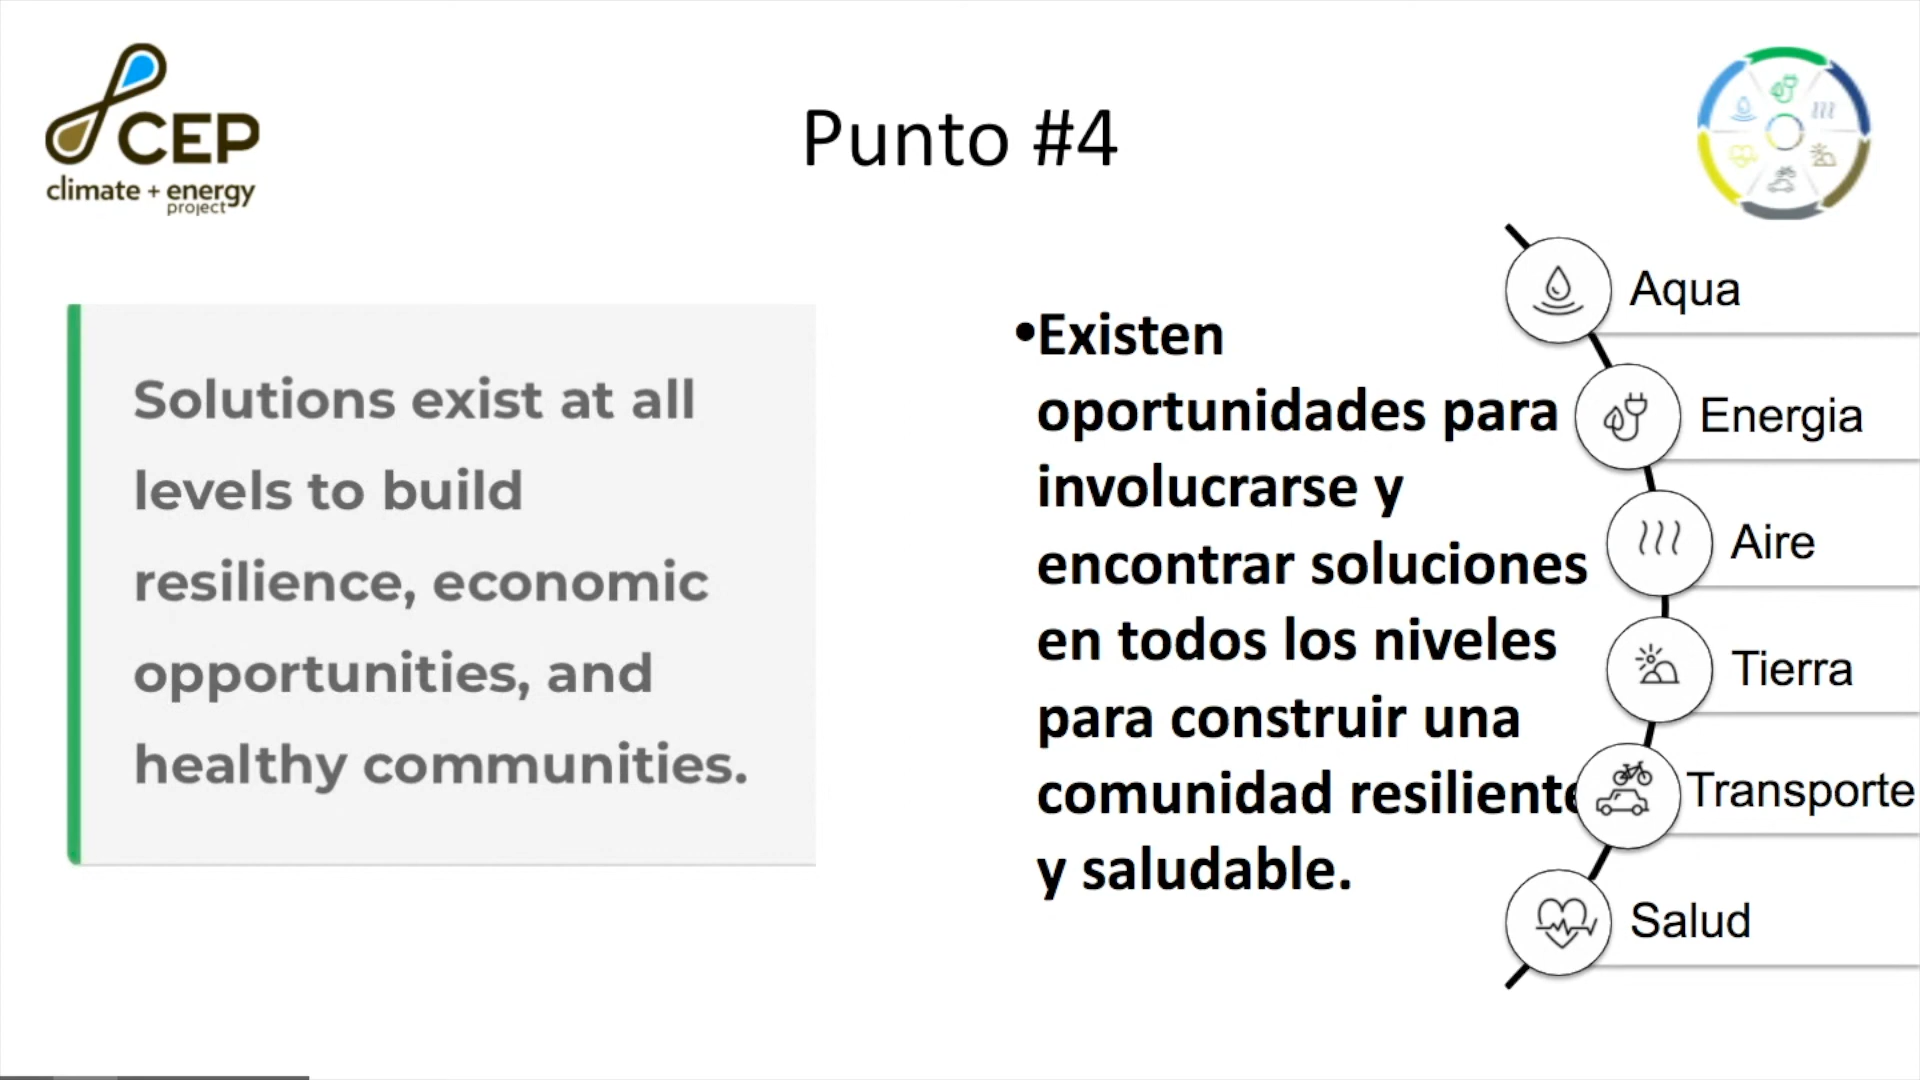 CEP
climate + energy
project
Punto #4
Solutions exist at all
levels to build
resilience, economic
opportunities, and
healthy communities.
•Existen
oportunidades para
involucrarse y
encontrar soluciones
en todos los niveles
para construir una
comunidad resiliente
y saludable.
Aqua
Energia
Aire
Tierra
Transporte
Salud